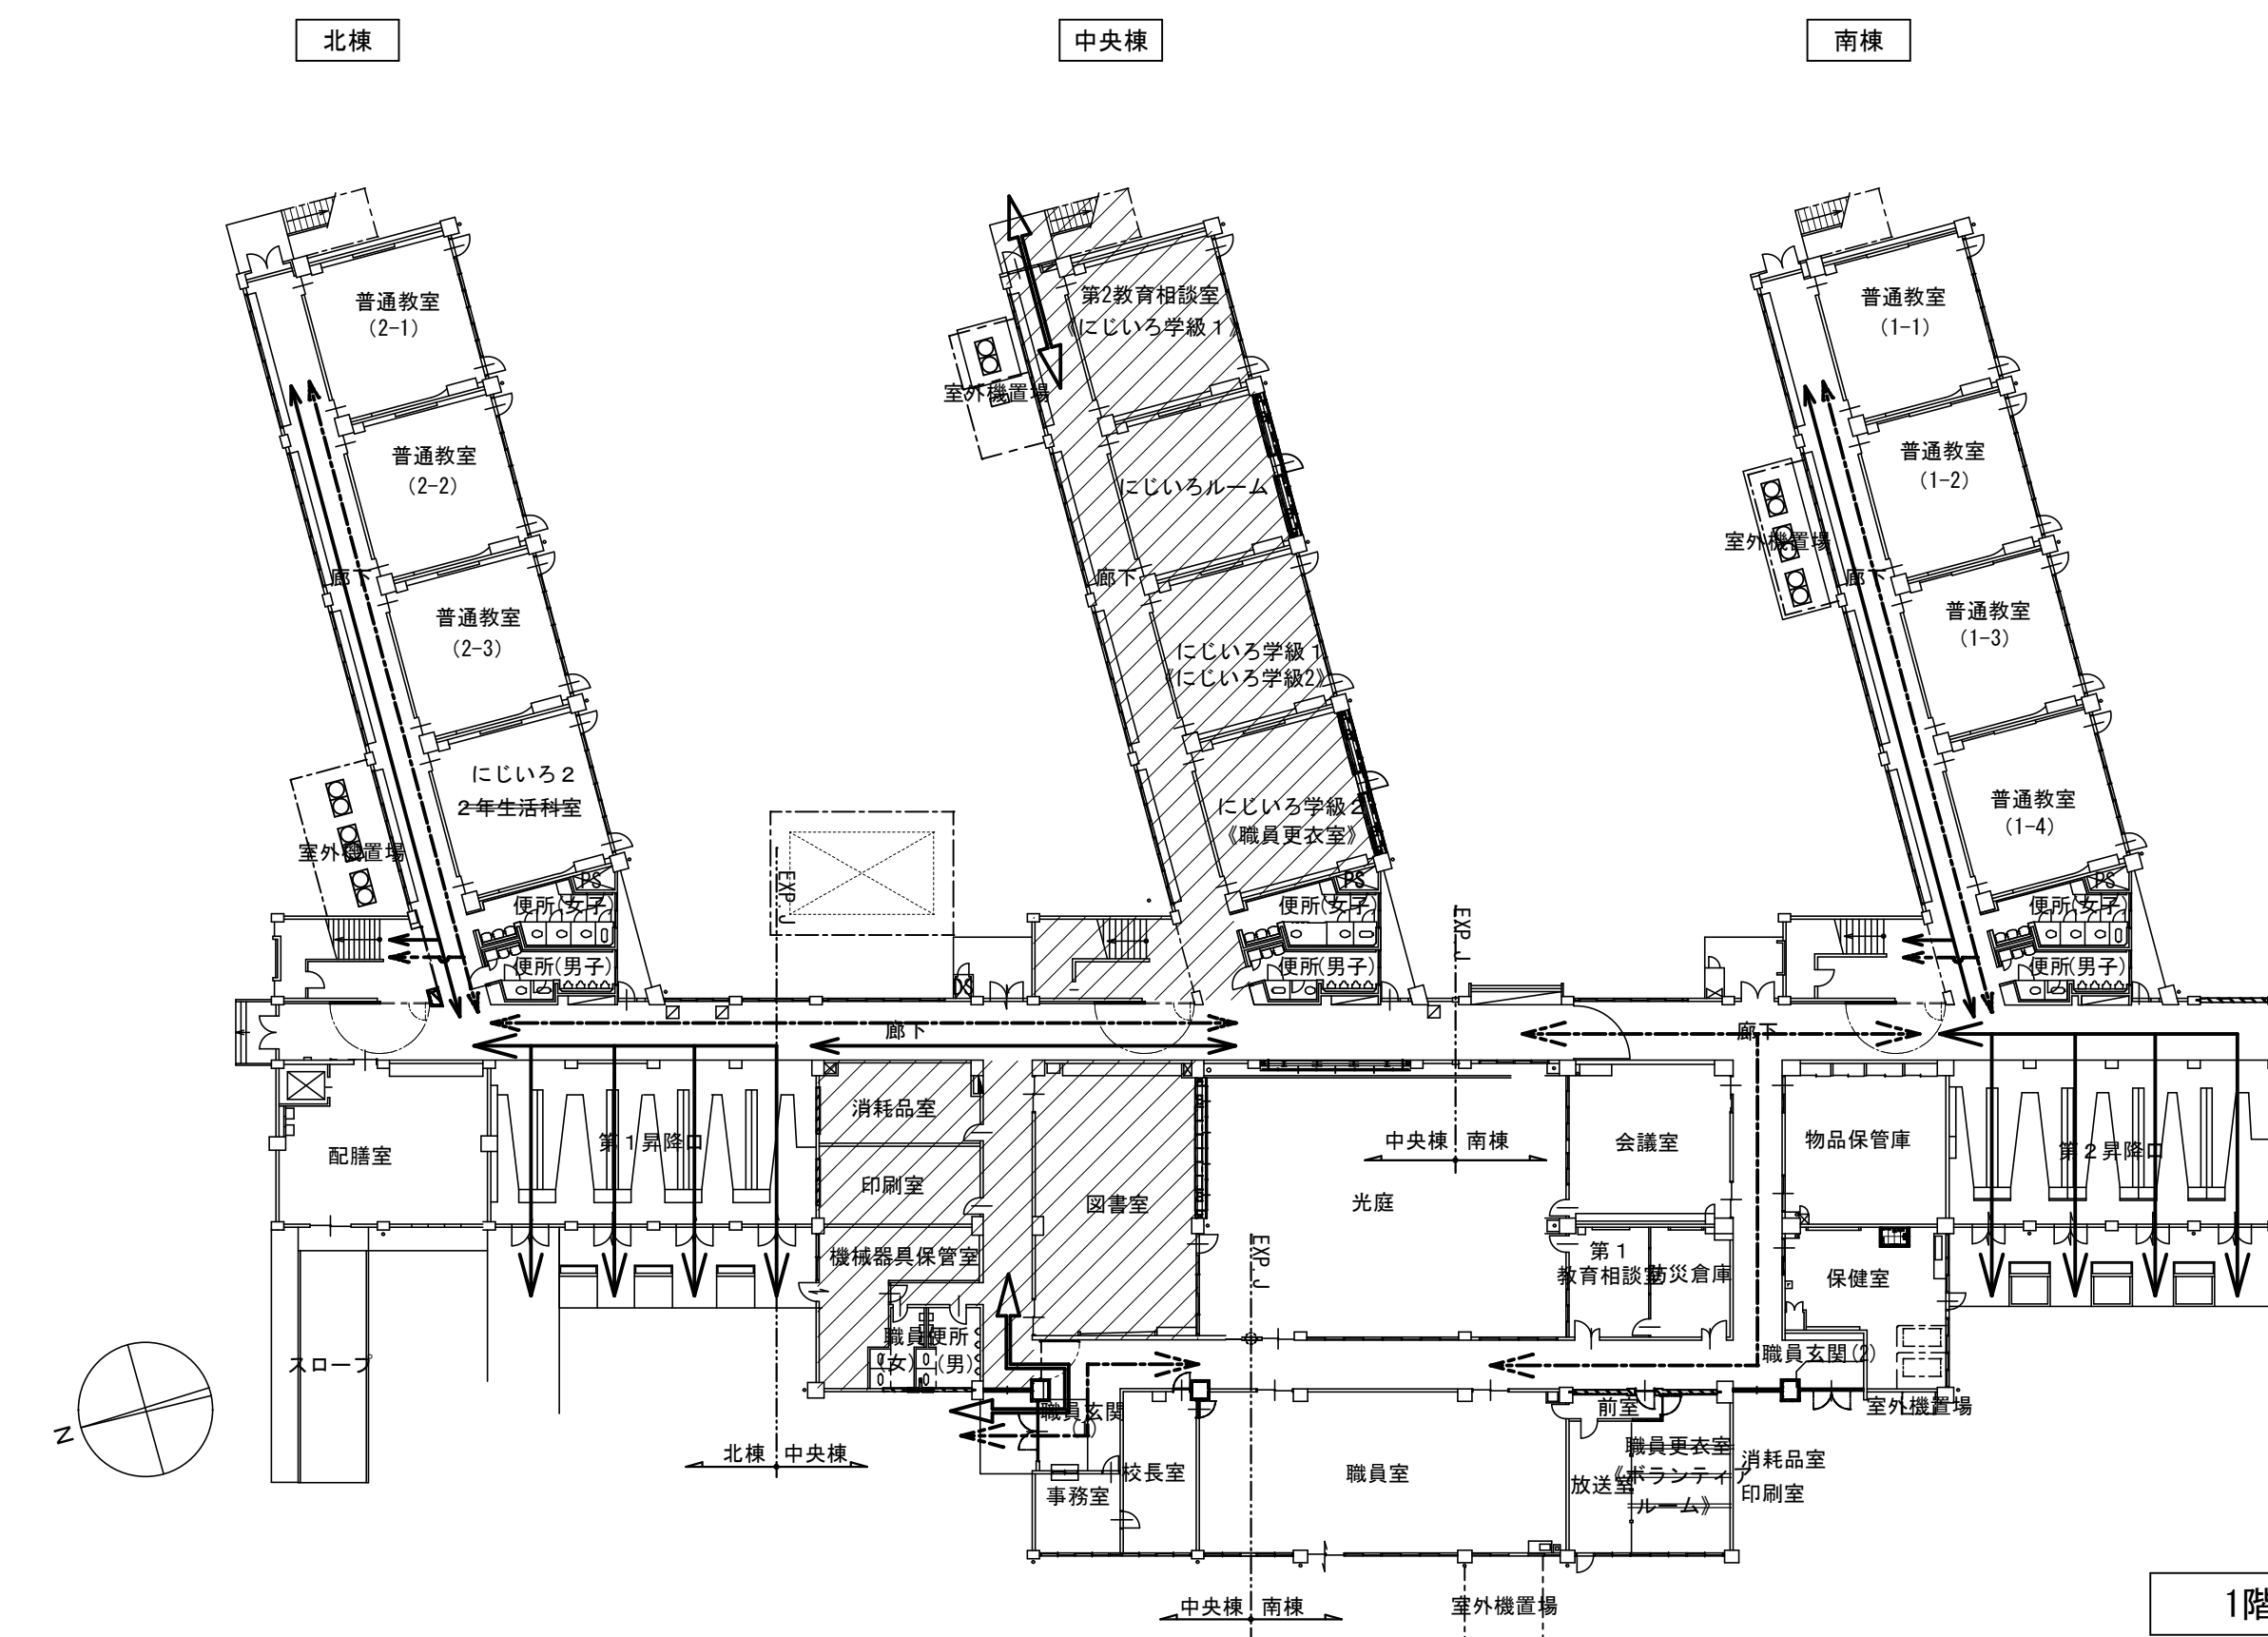 北棟
中央棟
南棟
普通教室
(2-1)
普通教室
(2-2)
普通教室
(2-3)
にじいろ2
2年生活科室
廊下
室外機置場
PS
便所(女子)
便所(男子)
第2教育相談室
《にじいろ学級1》
室外機置場
にじいろルーム
廊下
にじいろ学級1
《にじいろ学級2》
にじいろ学級2
《職員更衣室》
PS
便所(女子)
便所(男子)
普通教室
(1-1)
普通教室
(1-2)
室外機置場
廊下
普通教室
(1-3)
普通教室
(1-4)
PS
便所(女子)
便所(男子)
EXP.J
EXP.J
廊下
廊下
配膳室
第1昇降口
消耗品室
印刷室
機械器具保管室
職員便所
(女)
(男)
図書室
中央棟 南棟
光庭
EXP.J
会議室
第1
教育相談室
防災倉庫
物品保管庫
第2昇降口
保健室
職員玄関(2)
室外機置場
スロープ
N
北棟 中央棟
職員玄関
(1)
事務室
校長室
職員室
前室
放送室
職員更衣室
《ボランティア
ルーム》
消耗品室
印刷室
中央棟 南棟
室外機置場
1階